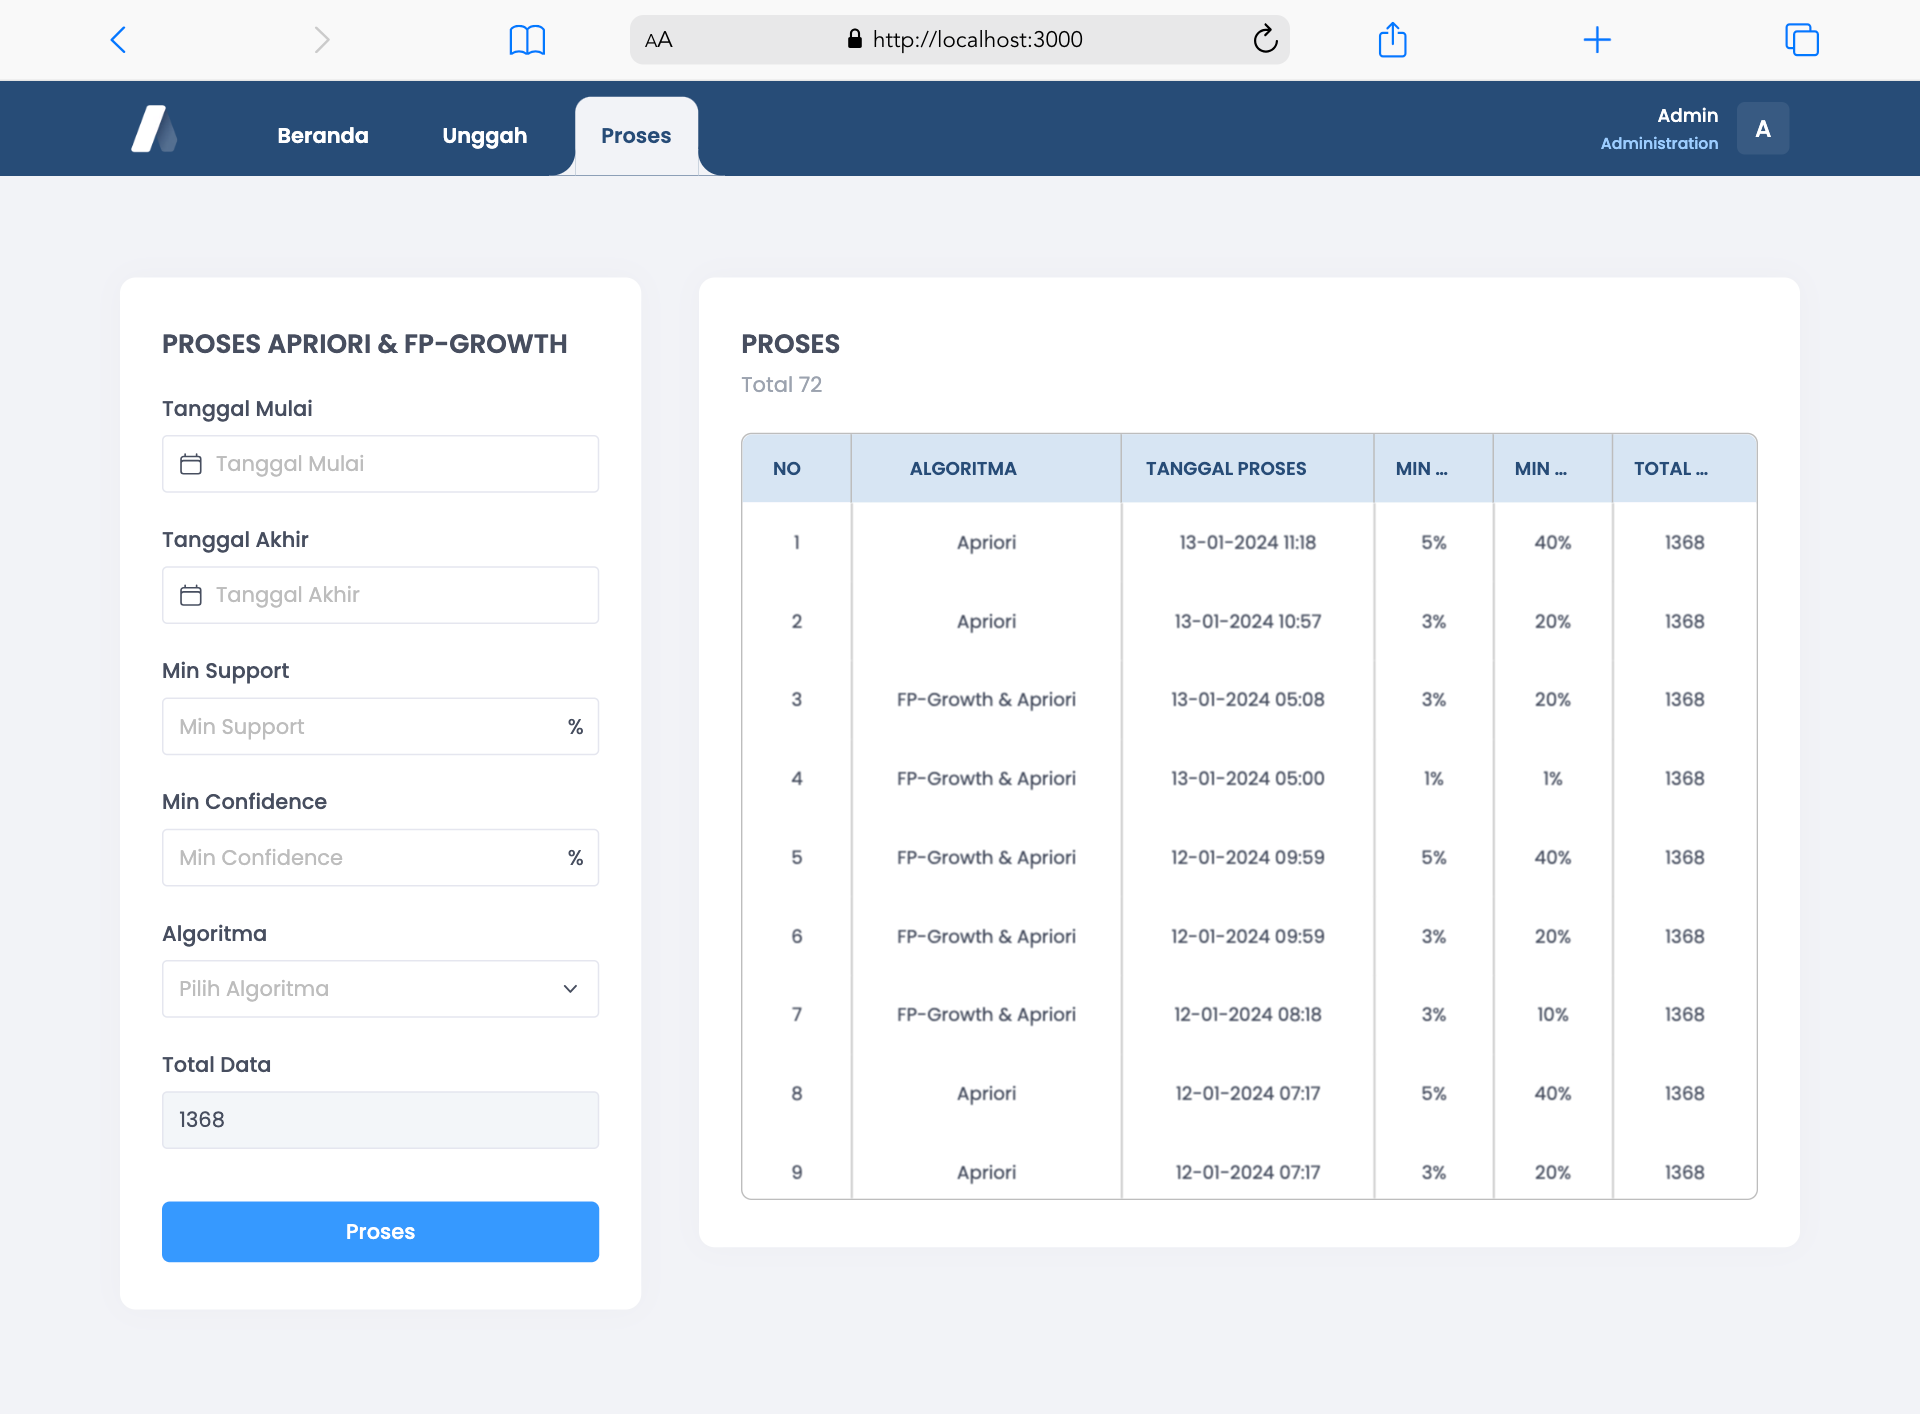 AA
http://localhost:3000
Beranda
Unggah
Proses
Admin
Administration
A
PROSES APRIORI & FP-GROWTH
Tanggal Mulai
Tanggal Mulai
Tanggal Akhir
Tanggal Akhir
Min Support
Min Support %
Min Confidence
Min Confidence %
Algoritma
Pilih Algoritma
Total Data
1368
Proses
PROSES
Total 72
NO ALGORITMA TANGGAL PROSES MIN ... MIN ... TOTAL ...
1 Apriori 13-01-2024 11:18 5% 40% 1368
2 Apriori 13-01-2024 10:57 3% 20% 1368
3 FP-Growth & Apriori 13-01-2024 05:08 3% 20% 1368
4 FP-Growth & Apriori 13-01-2024 05:00 1% 1% 1368
5 FP-Growth & Apriori 12-01-2024 09:59 5% 40% 1368
6 FP-Growth & Apriori 12-01-2024 09:59 3% 20% 1368
7 FP-Growth & Apriori 12-01-2024 08:18 3% 10% 1368
8 Apriori 12-01-2024 07:17 5% 40% 1368
9 Apriori 12-01-2024 07:17 3% 20% 1368